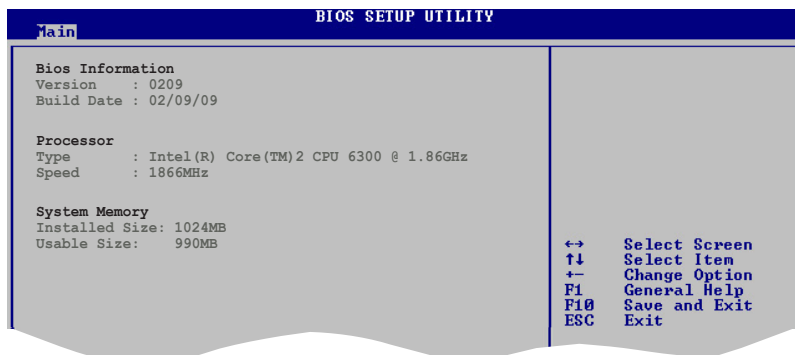 BIOS SETUP UTILITY
Main
Bios Information
Version : 0209
Build Date : 02/09/09
Processor
Type : Intel(R) Core(TM)2 CPU 6300 @ 1.86GHz
Speed : 1866MHz
System Memory
Installed Size: 1024MB
Usable Size: 990MB
←→ Select Screen
↑↓ Select Item
+- Change Option
F1 General Help
F10 Save and Exit
ESC Exit